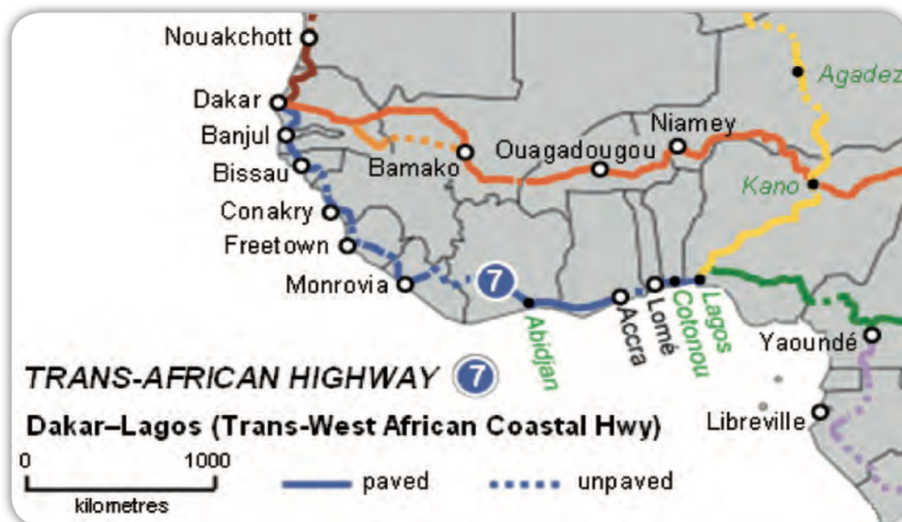 Nouakchott
Agadez
Dakar
Niamey
Banjul
Ouagadougou
Bamako
Bissau
Kano
Conakry
Freetown
Monrovia
7
Abidjan
Accra
Lomé
Cotonou
Lagos
Yaoundé
TRANS-AFRICAN HIGHWAY 7
Libreville
Dakar–Lagos (Trans-West African Coastal Hwy)
0 1000
kilometres
paved
unpaved